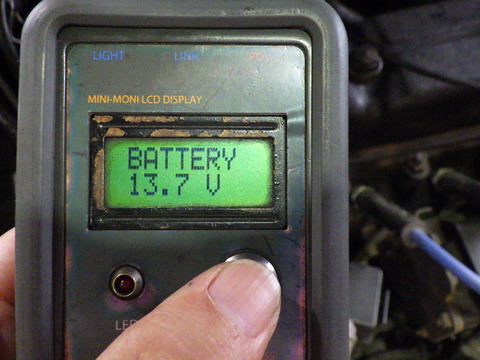 LIGHT LINK POWER
MINI-MONI LCD DISPLAY
BATTERY
13.7 V
LED